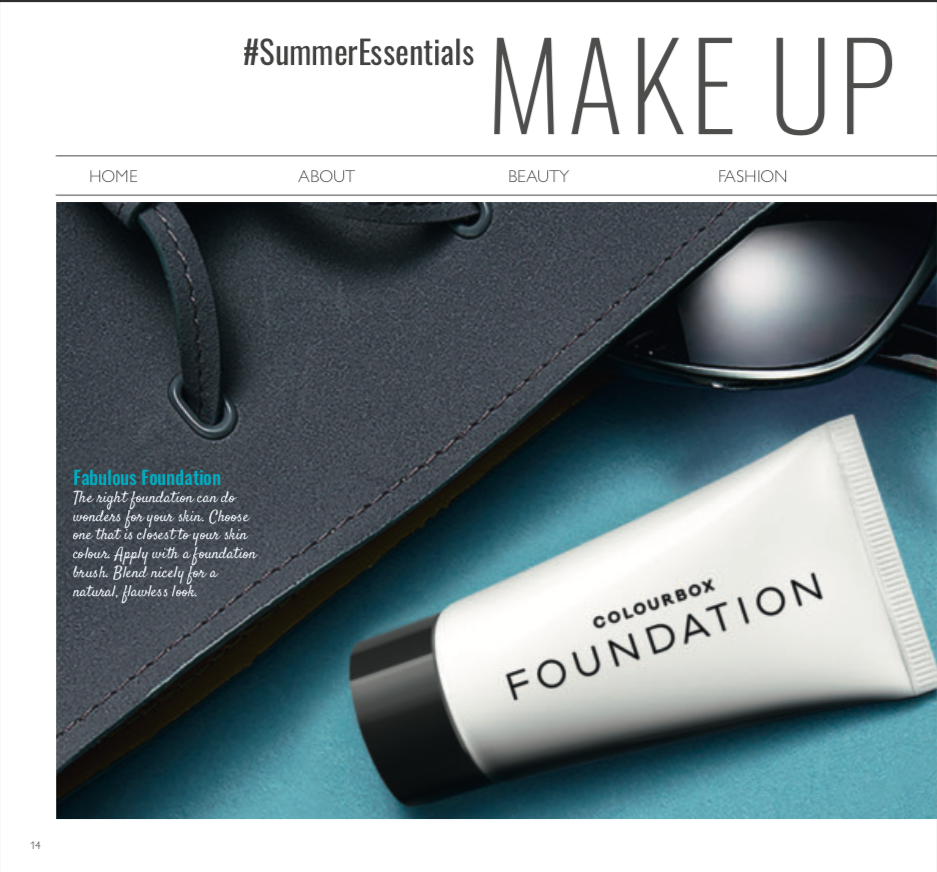 #SummerEssentials MAKE UP
HOME ABOUT BEAUTY FASHION
Fabulous Foundation
The right foundation can do
wonders for your skin. Choose
one that is closest to your skin
colour. Apply with a foundation
brush. Blend nicely for a
natural, flawless look.
COLOURBOX
FOUNDATION
14